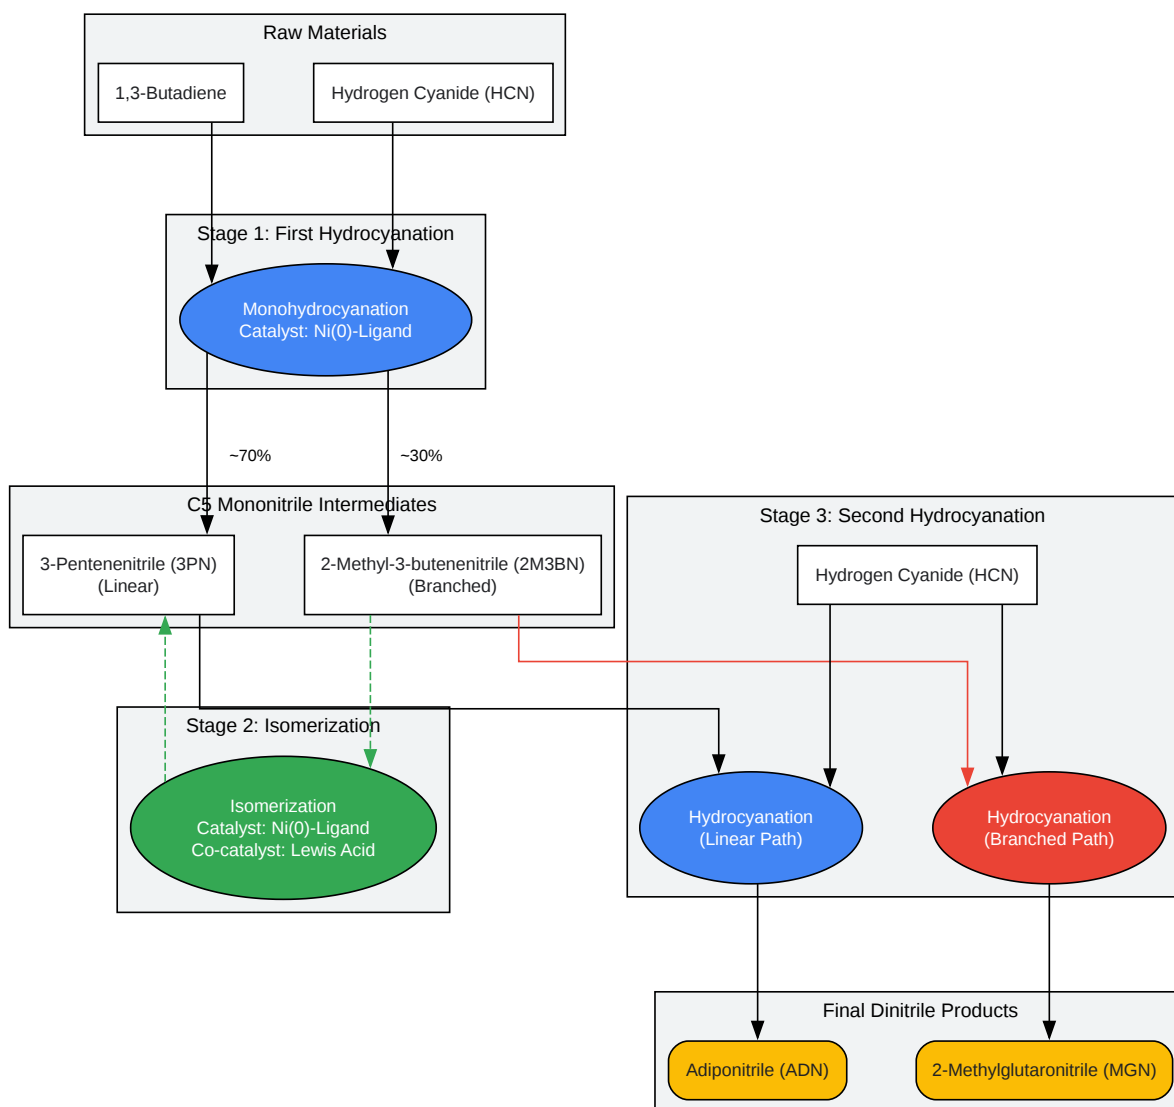 Raw Materials
1,3-Butadiene
Hydrogen Cyanide (HCN)
Stage 1: First Hydrocyanation
Monohydrocyanation
Catalyst: Ni(0)-Ligand
~70%
~30%
C5 Mononitrile Intermediates
3-Pentenenitrile (3PN)
(Linear)
2-Methyl-3-butenenitrile (2M3BN)
(Branched)
Stage 2: Isomerization
Isomerization
Catalyst: Ni(0)-Ligand
Co-catalyst: Lewis Acid
Stage 3: Second Hydrocyanation
Hydrogen Cyanide (HCN)
Hydrocyanation
(Linear Path)
Hydrocyanation
(Branched Path)
Final Dinitrile Products
Adiponitrile (ADN)
2-Methylglutaronitrile (MGN)